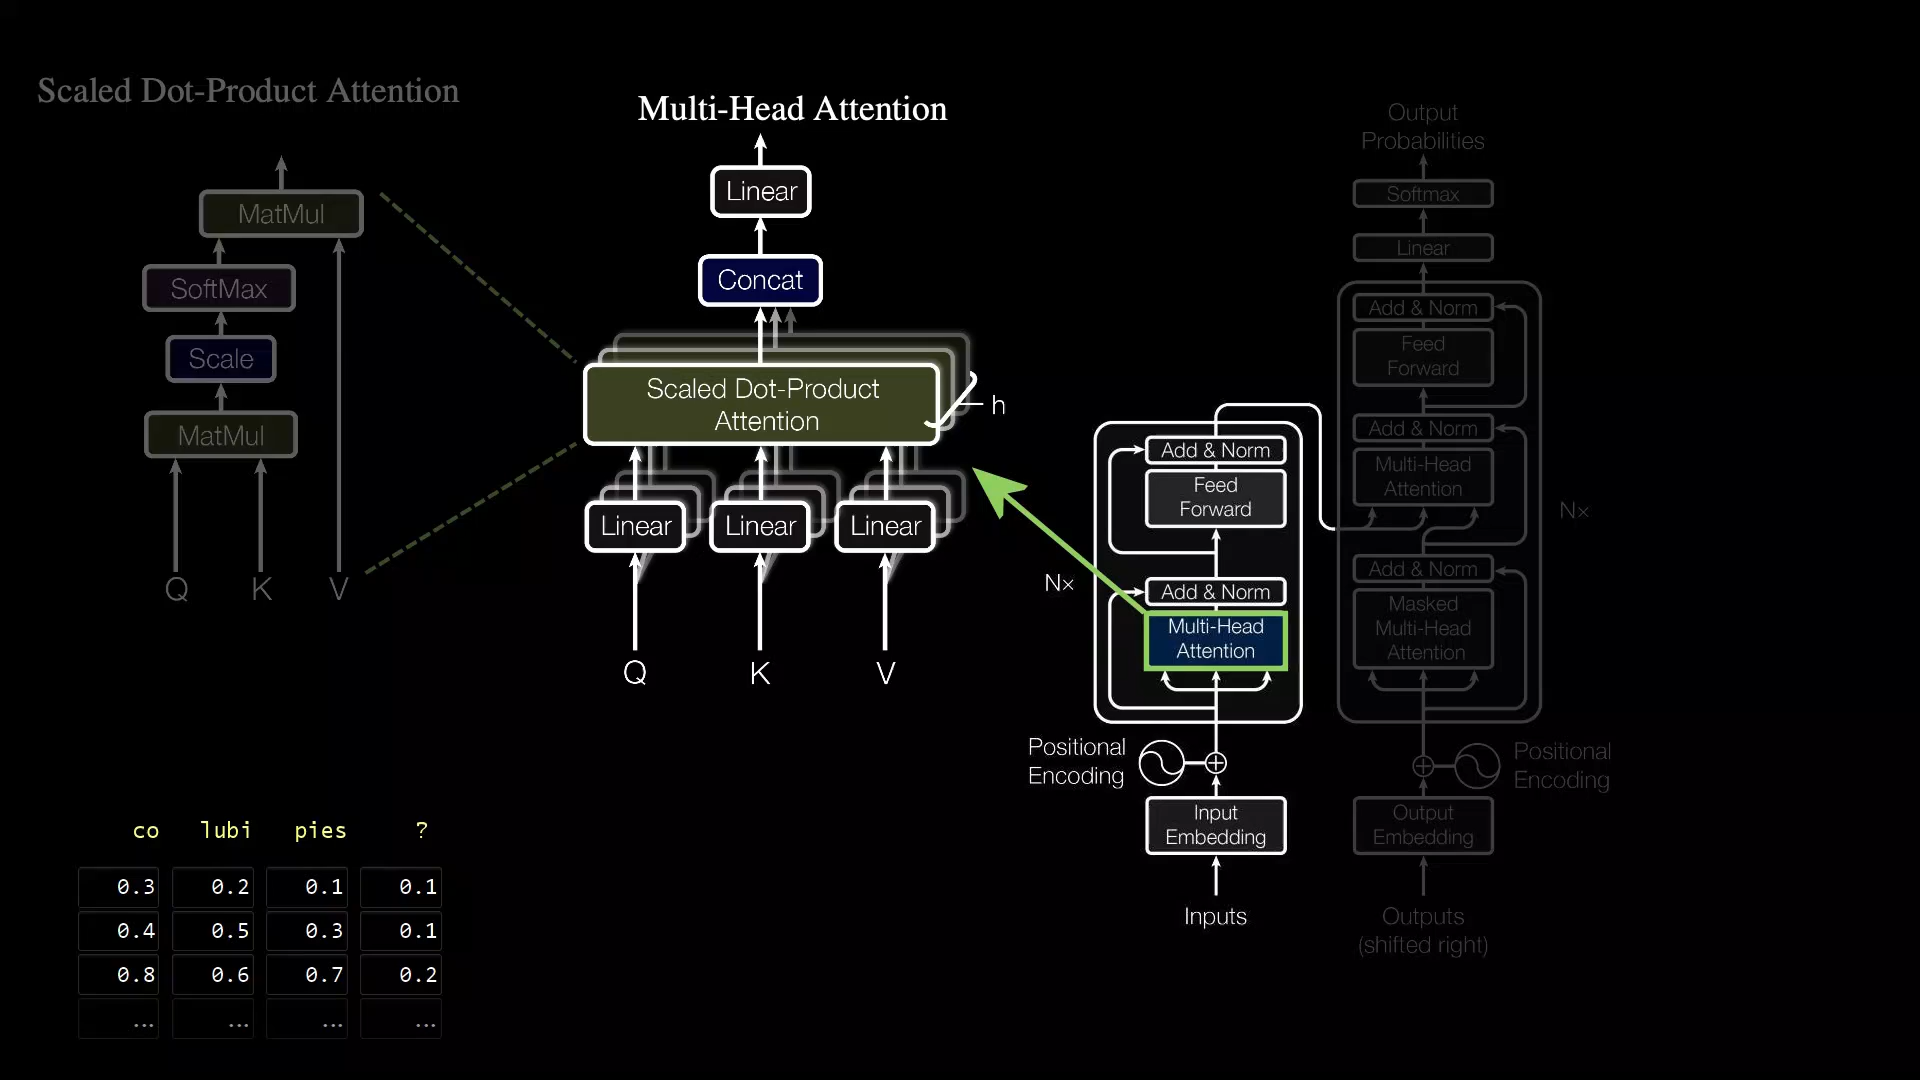 Scaled Dot-Product Attention
MatMul
SoftMax
Scale
MatMul
Q K V
Multi-Head Attention
Linear
Concat
Scaled Dot-Product
Attention
h
Linear Linear Linear
Q K V
Add & Norm
Feed
Forward
Nx
Add & Norm
Multi-Head
Attention
Positional
Encoding
Input
Embedding
Inputs
Output
Probabilities
Softmax
Linear
Add & Norm
Feed
Forward
Add & Norm
Multi-Head
Attention
Nx
Add & Norm
Masked
Multi-Head
Attention
Positional
Encoding
Output
Embedding
Outputs
(shifted right)
co lubi pies ?
0.3 0.2 0.1 0.1
0.4 0.5 0.3 0.1
0.8 0.6 0.7 0.2
... ... ... ...